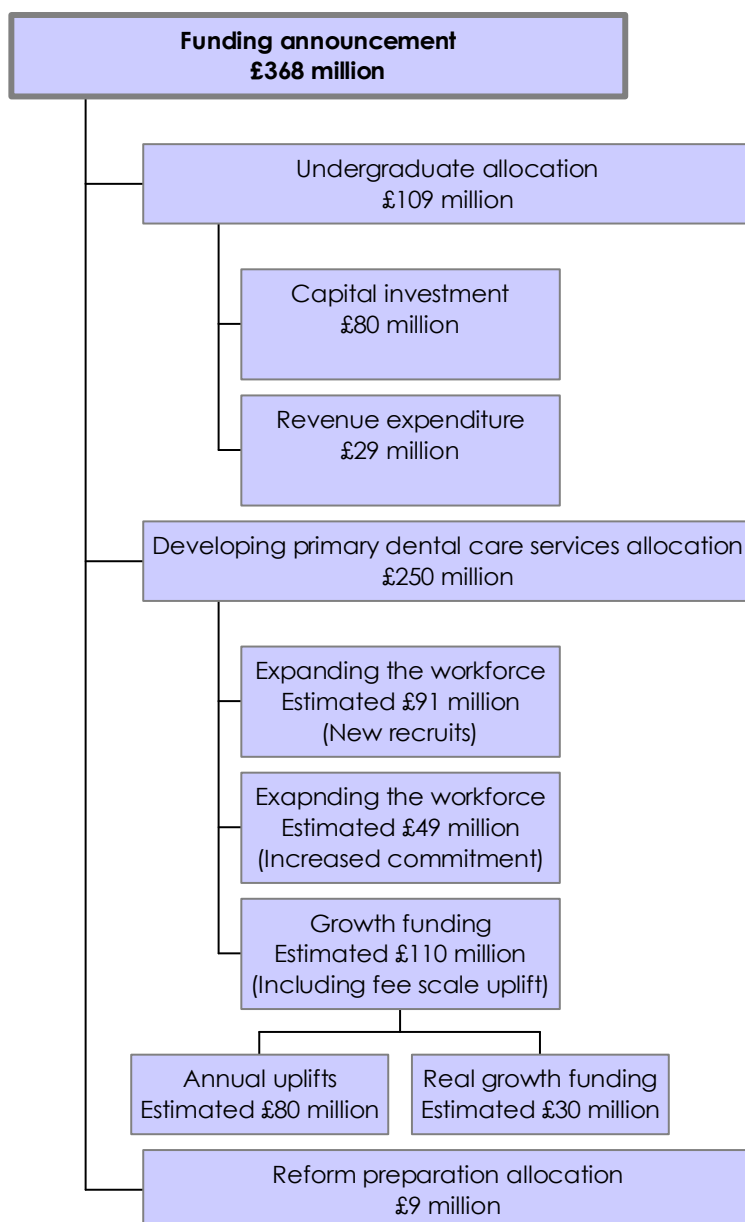 Funding announcement
£368 million
Undergraduate allocation
£109 million
Capital investment
£80 million
Revenue expenditure
£29 million
Developing primary dental care services allocation
£250 million
Expanding the workforce
Estimated £91 million
(New recruits)
Exapnding the workforce
Estimated £49 million
(Increased commitment)
Growth funding
Estimated £110 million
(Including fee scale uplift)
Annual uplifts
Estimated £80 million
Real growth funding
Estimated £30 million
Reform preparation allocation
£9 million